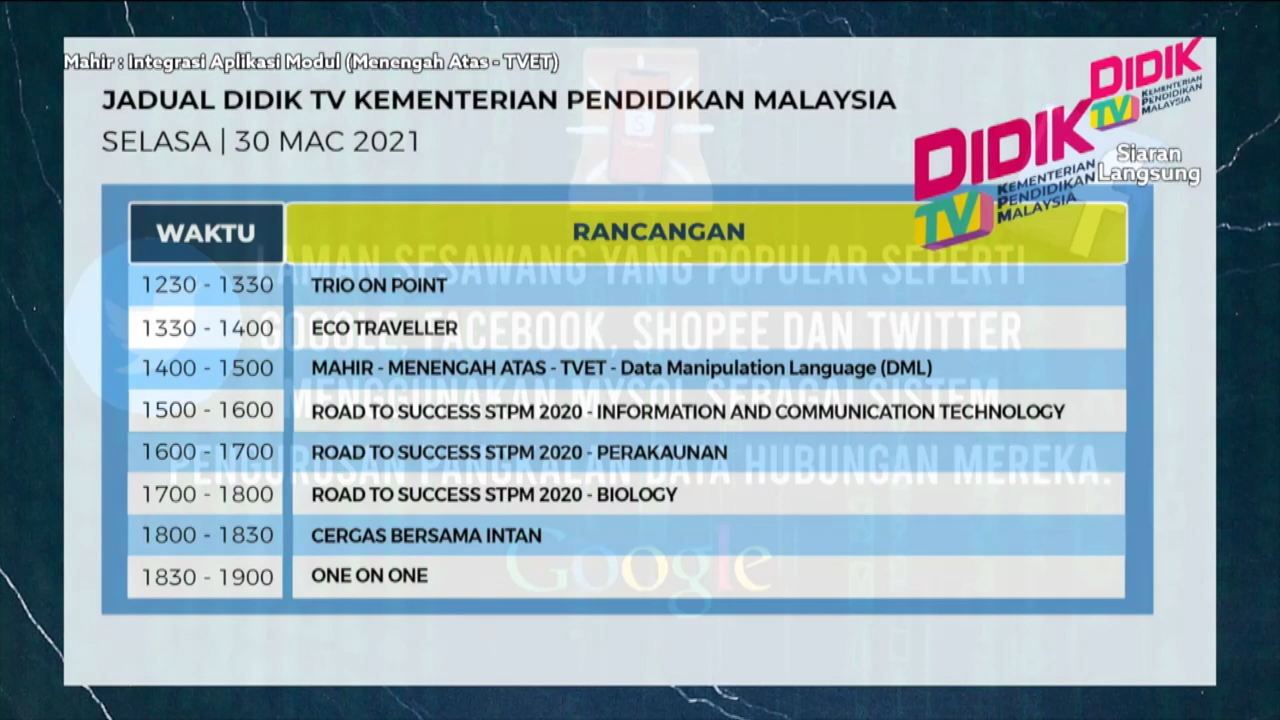 Mahir : Integrasi Aplikasi Modul (Menengah Atas - TVET)
JADUAL DIDIK TV KEMENTERIAN PENDIDIKAN MALAYSIA
SELASA | 30 MAC 2021
DIDIK
TV
KEMENTERIAN
PENDIDIKAN
MALAYSIA
DIDIK
TV
KEMENTERIAN
PENDIDIKAN
MALAYSIA
Siaran
Langsung
WAKTU RANCANGAN
1230 - 1330 TRIO ON POINT
1330 - 1400 ECO TRAVELLER
1400 - 1500 MAHIR - MENENGAH ATAS - TVET - Data Manipulation Language (DML)
1500 - 1600 ROAD TO SUCCESS STPM 2020 - INFORMATION AND COMMUNICATION TECHNOLOGY
1600 - 1700 ROAD TO SUCCESS STPM 2020 - PERAKAUNAN
1700 - 1800 ROAD TO SUCCESS STPM 2020 - BIOLOGY
1800 - 1830 CERGAS BERSAMA INTAN
1830 - 1900 ONE ON ONE
LAMAN SESAWANG YANG POPULAR SEPERTI
GOOGLE, FACEBOOK, SHOPEE DAN TWITTER
MENGGUNAKAN MYSQL SEBAGAI SISTEM
PENGURUSAN PANGKALAN DATA HUBUNGAN MEREKA.
Google